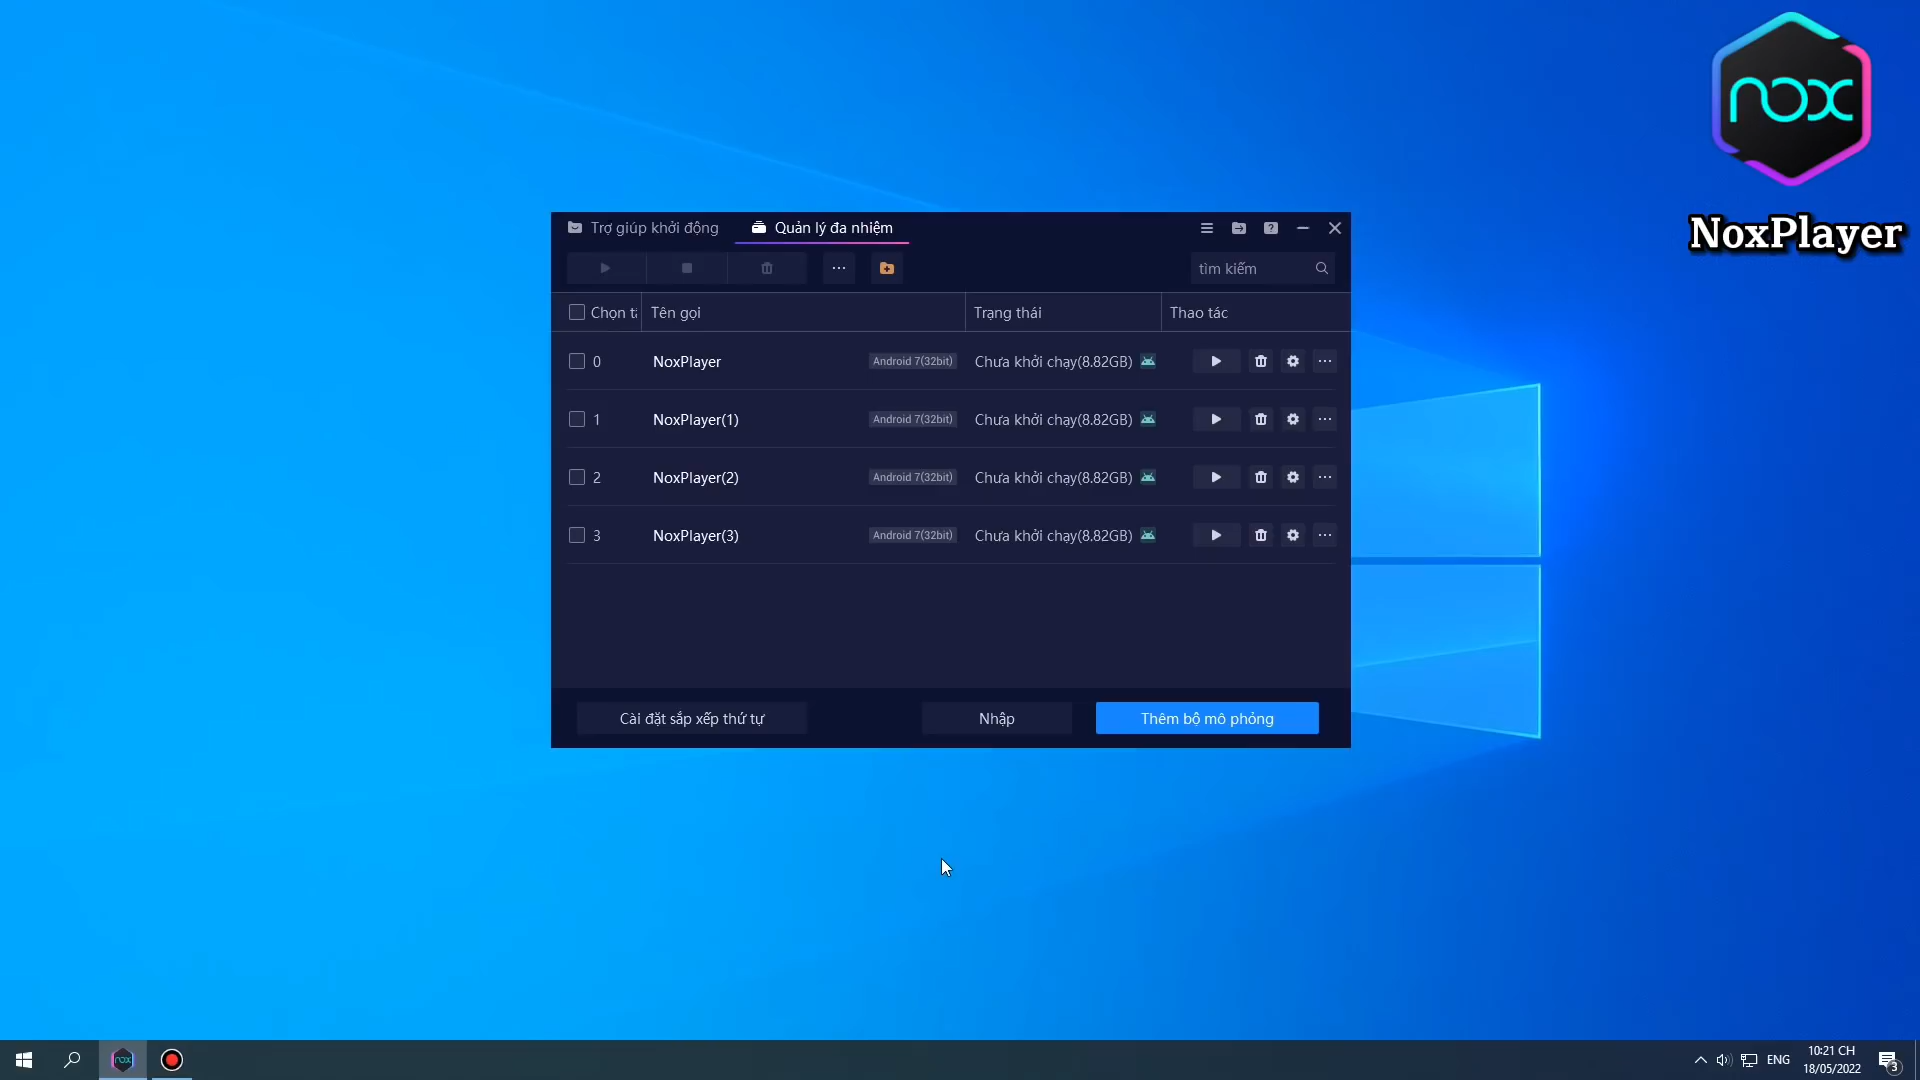 nox
NoxPlayer
Trợ giúp khởi động
Quản lý đa nhiệm
tìm kiếm
Chọn tấ
Tên gọi
Trạng thái
Thao tác
0 NoxPlayer Android 7(32bit) Chưa khởi chạy(8.82GB)
1 NoxPlayer(1) Android 7(32bit) Chưa khởi chạy(8.82GB)
2 NoxPlayer(2) Android 7(32bit) Chưa khởi chạy(8.82GB)
3 NoxPlayer(3) Android 7(32bit) Chưa khởi chạy(8.82GB)
Cài đặt sắp xếp thứ tự
Nhập
Thêm bộ mô phỏng
nox
ENG
10:21 CH
18/05/2022
3